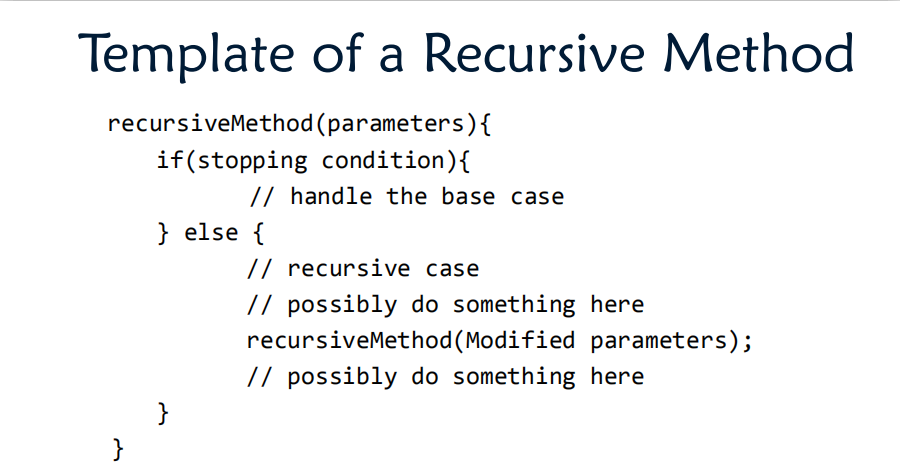 Template of a Recursive Method
recursiveMethod(parameters){
if(stopping condition){
// handle the base case
} else {
// recursive case
// possibly do something here
recursiveMethod(Modified parameters);
// possibly do something here
}
}